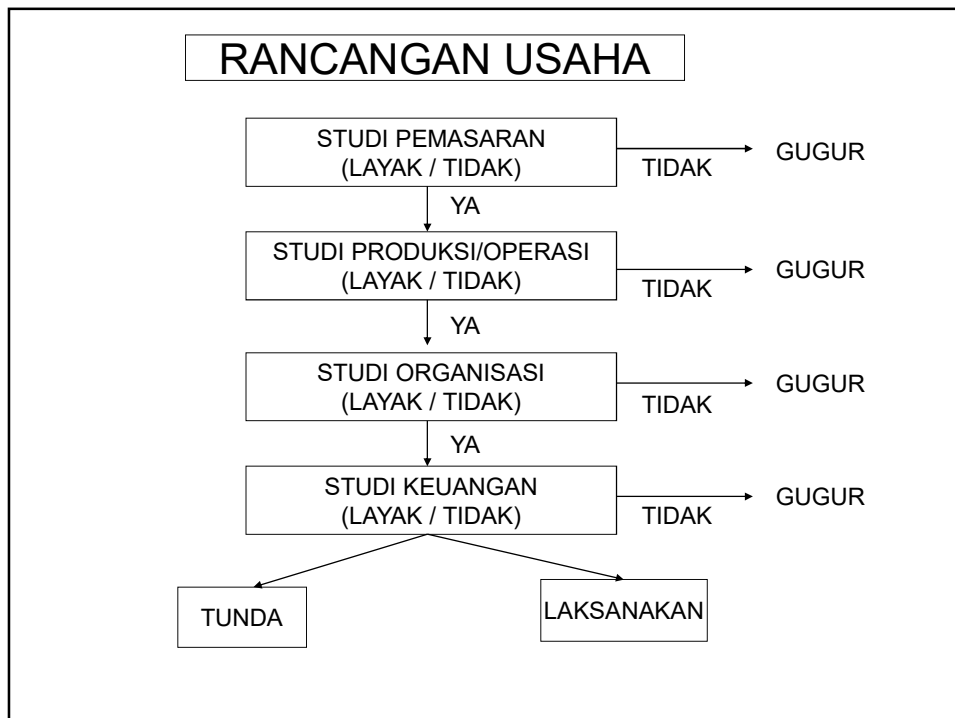 RANCANGAN USAHA
STUDI PEMASARAN
(LAYAK / TIDAK)
TIDAK
GUGUR
YA
STUDI PRODUKSI/OPERASI
(LAYAK / TIDAK)
TIDAK
GUGUR
YA
STUDI ORGANISASI
(LAYAK / TIDAK)
TIDAK
GUGUR
YA
STUDI KEUANGAN
(LAYAK / TIDAK)
TIDAK
GUGUR
TUNDA
LAKSANAKAN